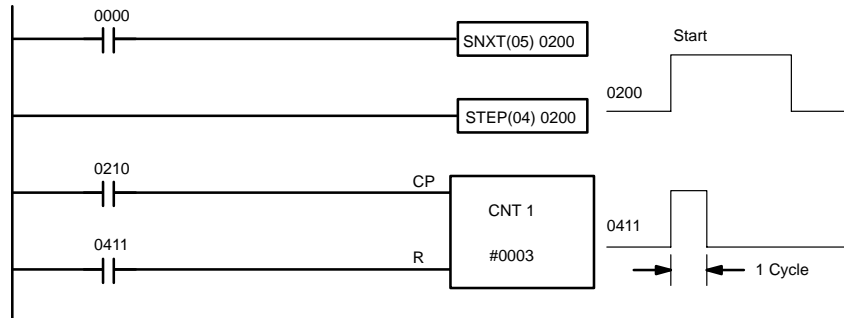 0000
SNXT(05) 0200
Start
0200
STEP(04) 0200
0210
CP
CNT 1
#0003
0411
R
0411
1 Cycle